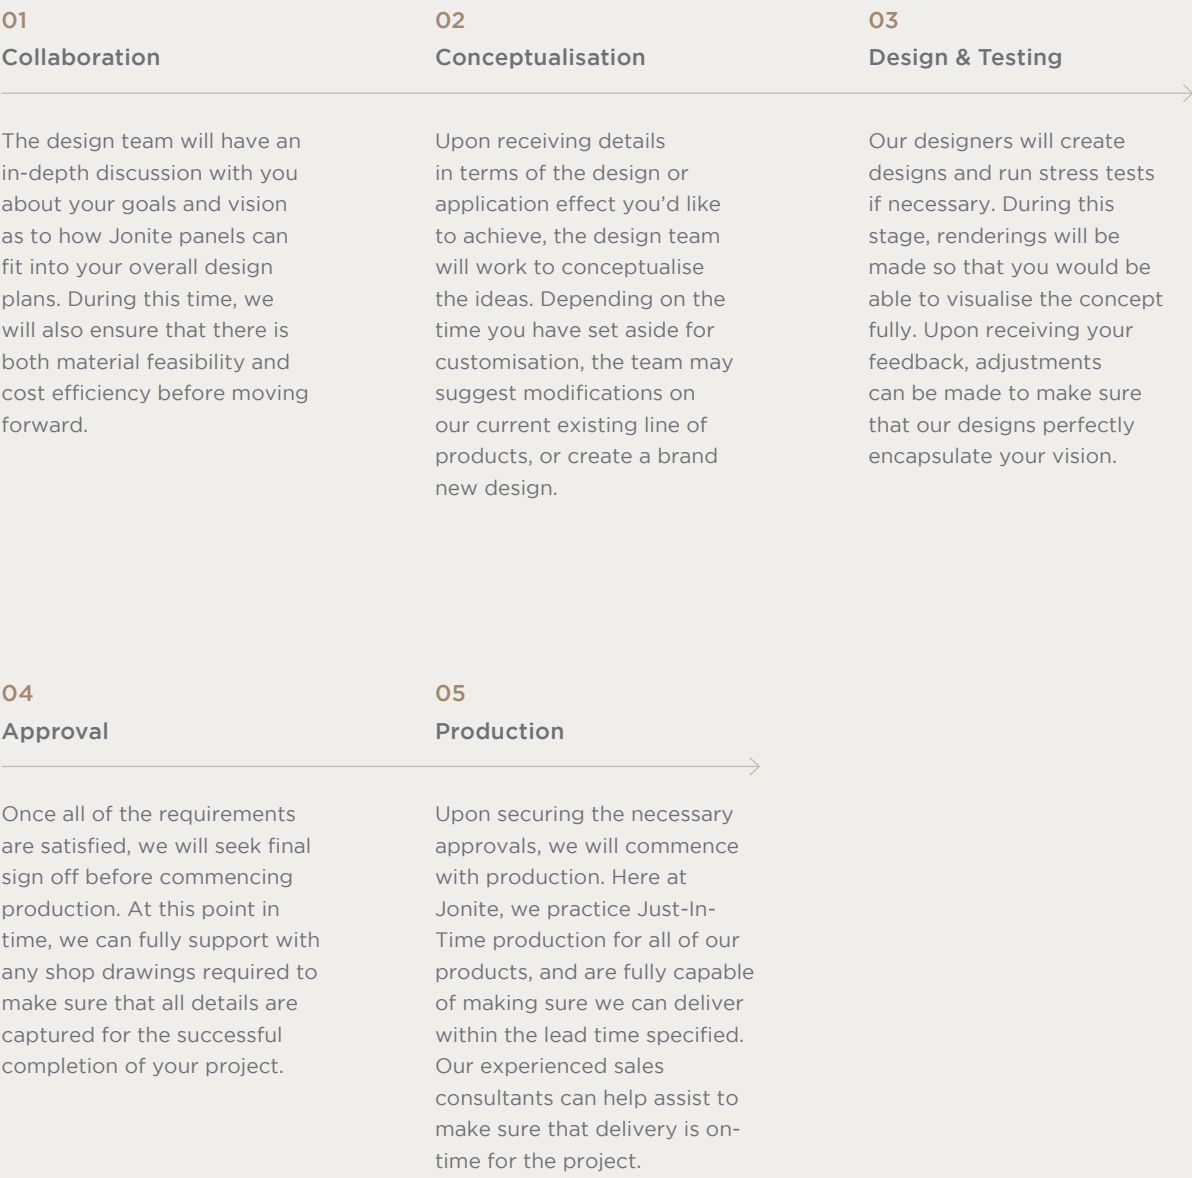 01
Collaboration
The design team will have an
in-depth discussion with you
about your goals and vision
as to how Jonite panels can
fit into your overall design
plans. During this time, we
will also ensure that there is
both material feasibility and
cost efficiency before moving
forward.
02
Conceptualisation
Upon receiving details
in terms of the design or
application effect you’d like
to achieve, the design team
will work to conceptualise
the ideas. Depending on the
time you have set aside for
customisation, the team may
suggest modifications on
our current existing line of
products, or create a brand
new design.
03
Design & Testing
Our designers will create
designs and run stress tests
if necessary. During this
stage, renderings will be
made so that you would be
able to visualise the concept
fully. Upon receiving your
feedback, adjustments
can be made to make sure
that our designs perfectly
encapsulate your vision.
04
Approval
Once all of the requirements
are satisfied, we will seek final
sign off before commencing
production. At this point in
time, we can fully support with
any shop drawings required to
make sure that all details are
captured for the successful
completion of your project.
05
Production
Upon securing the necessary
approvals, we will commence
with production. Here at
Jonite, we practice Just-In-
Time production for all of our
products, and are fully capable
of making sure we can deliver
within the lead time specified.
Our experienced sales
consultants can help assist to
make sure that delivery is on-
time for the project.